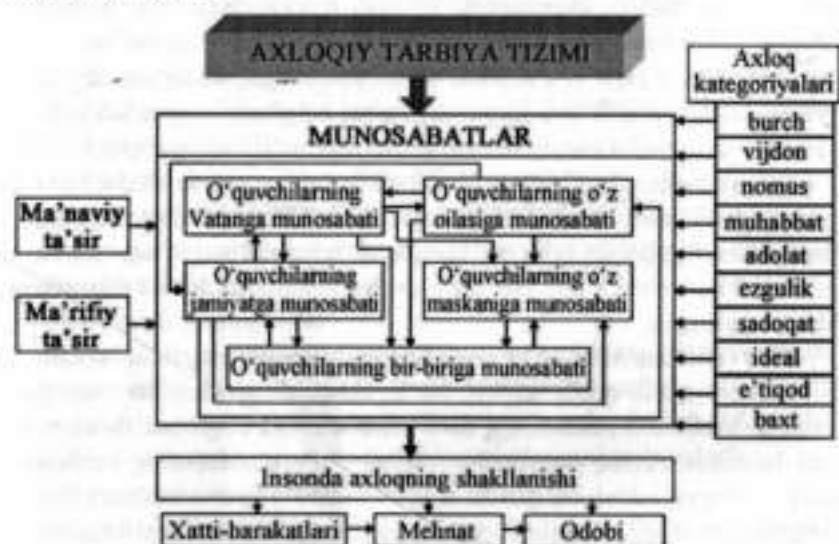 AXLOQIY TARBIYA TIZIMI
Axloq
kategoriyalari
burch
vijdon
nomus
muhabbat
adolat
ezgulik
sadoqat
ideal
e'tiqod
baxt
MUNOSABATLAR
O‘quvchilarning
Vatanga munosabati
O‘quvchilarning o‘z
oilasiga munosabati
O‘quvchilarning
jamiyatga munosabati
O‘quvchilarning o‘z
maskaniga munosabati
O‘quvchilarning bir-biriga munosabati
Ma'naviy
ta'sir
Ma'rifiy
ta'sir
Insonda axloqning shakllanishi
Xatti-harakatlari
Mehnat
Odobi